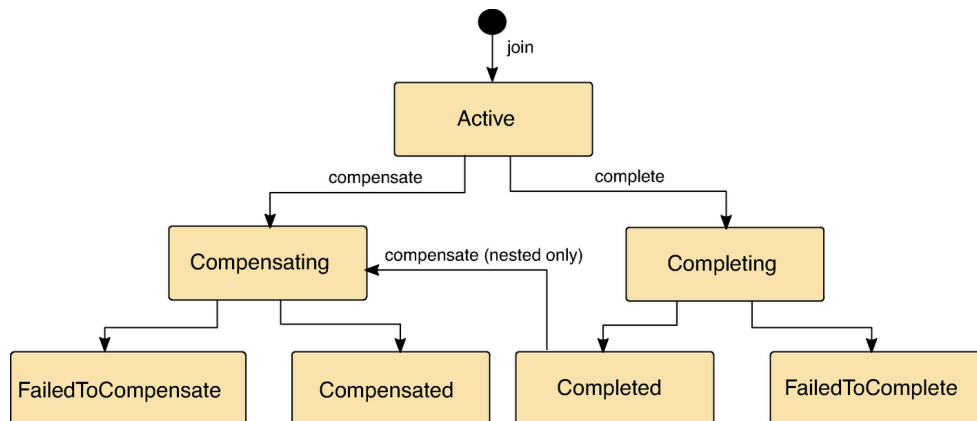 join
Active
compensate
complete
Compensating
compensate (nested only)
Completing
FailedToCompensate
Compensated
Completed
FailedToComplete